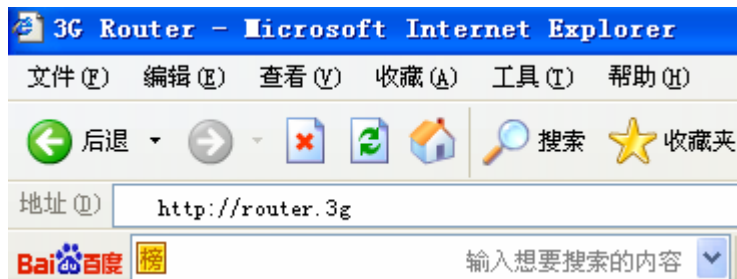 3G Router - Microsoft Internet Explorer
文件(F) 编辑(E) 查看(V) 收藏(A) 工具(T) 帮助(H)
后退 搜索 收藏夹
地址(D) http://router.3g
Bai百度 榜 输入想要搜索的内容